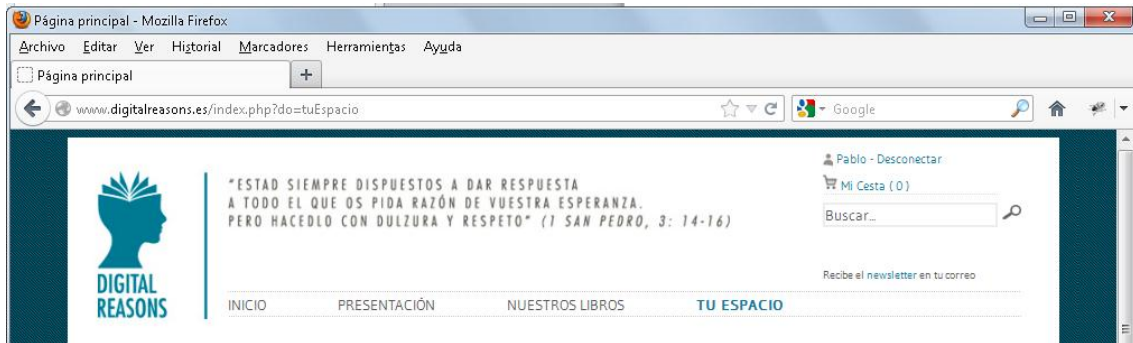 Página principal - Mozilla Firefox
Archivo Editar Ver Historial Marcadores Herramientas Ayuda
Página principal
www.digitalreasons.es/index.php?do=tuEspacio
Google
Pablo - Desconectar
Mi Cesta ( 0 )
Buscar...
"ESTAD SIEMPRE DISPUESTOS A DAR RESPUESTA
A TODO EL QUE OS PIDA RAZÓN DE VUESTRA ESPERANZA.
PERO HACEDLO CON DULZURA Y RESPETO" (1 SAN PEDRO, 3: 14-16)
DIGITAL
REASONS
Recibe el newsletter en tu correo
INICIO PRESENTACIÓN NUESTROS LIBROS TU ESPACIO